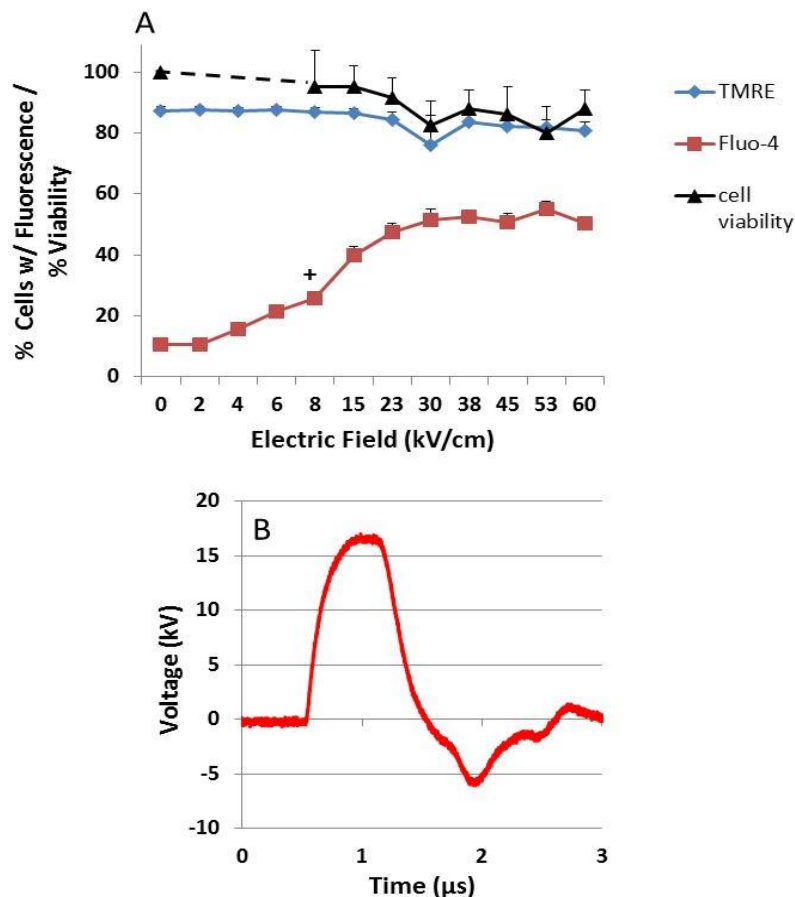 A
% Cells w/ Fluorescence /
% Viability
100
80
60
40
20
0
+
0 2 4 6 8 15 23 30 38 45 53 60
Electric Field (kV/cm)
TMRE
Fluo-4
cell
viability
B
Voltage (kV)
20
15
10
5
0
-5
-10
0 1 2 3
Time (μs)